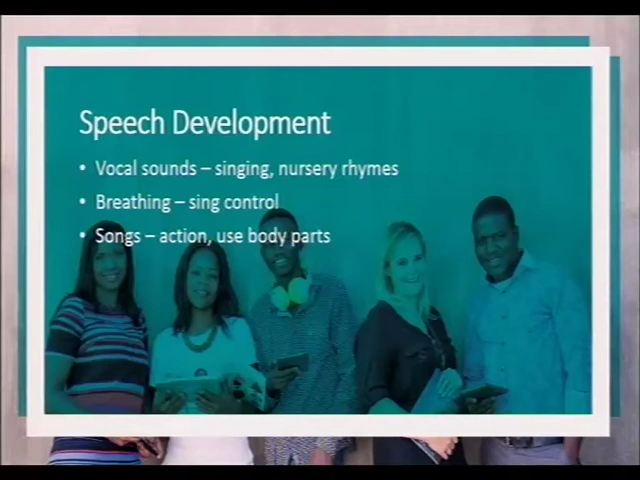 Speech Development
• Vocal sounds – singing, nursery rhymes
• Breathing – sing control
• Songs – action, use body parts